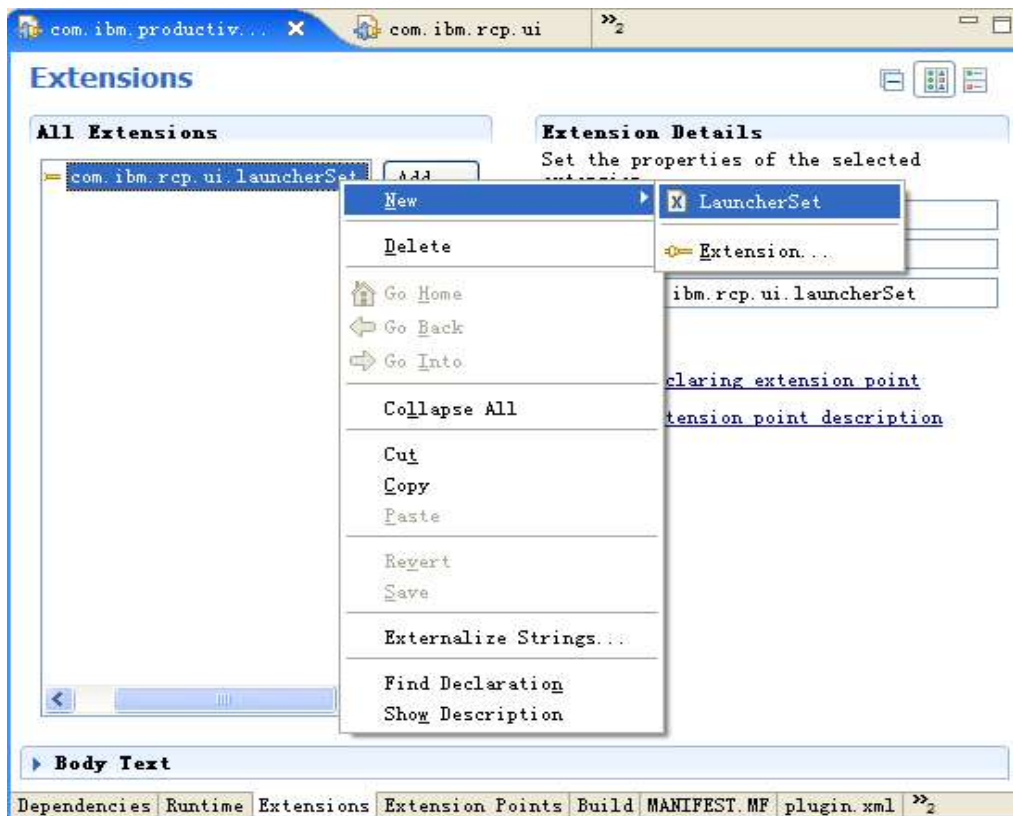 com.ibm.productiv... com.ibm.rcp.ui »2
Extensions
All Extensions
com.ibm.rcp.ui.launcherSet
Add...
Extension Details
Set the properties of the selected
New
Delete
Go Home
Go Back
Go Into
Collapse All
Cut
Copy
Paste
Revert
Save
Externalize Strings...
Find Declaration
Show Description
LauncherSet
Extension...
ibm.rcp.ui.launcherSet
claring extension point
tension point description
Body Text
Dependencies Runtime Extensions Extension Points Build MANIFEST.MF plugin.xml »2